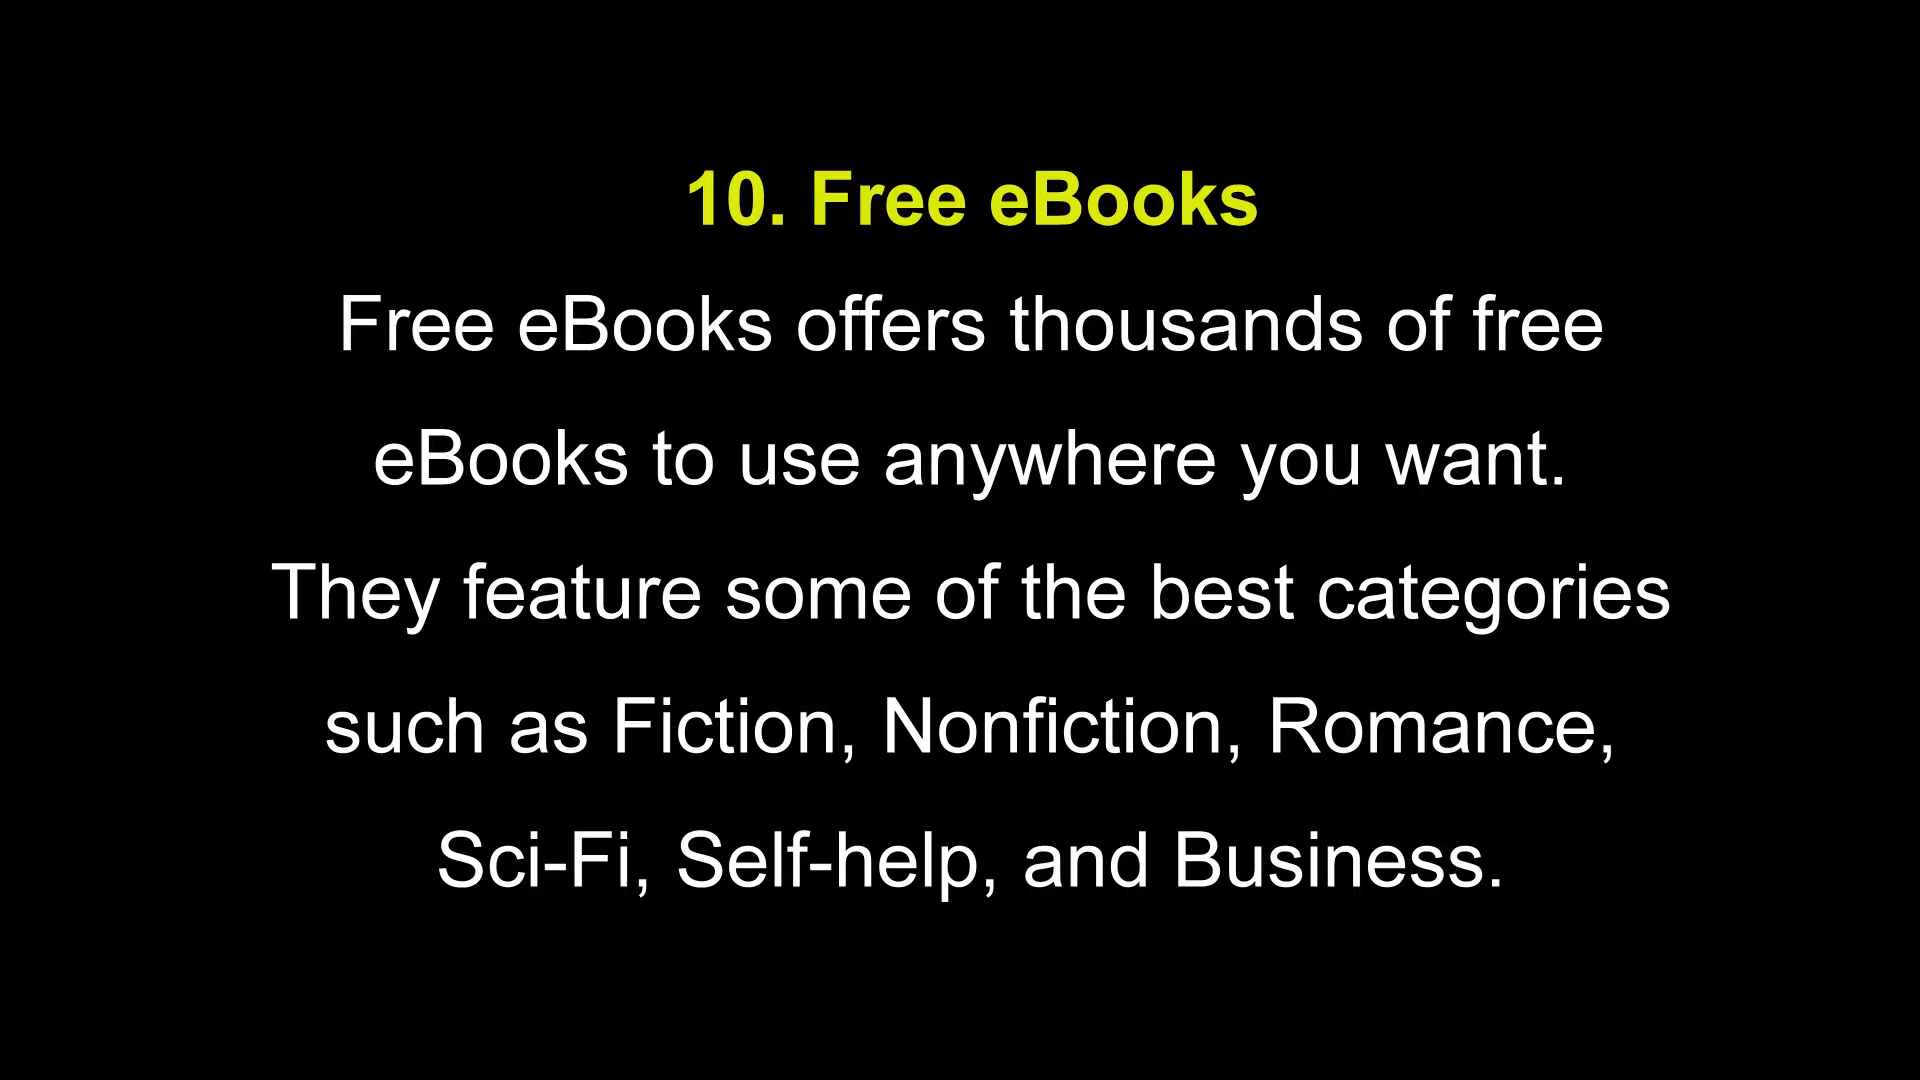 10. Free eBooks
Free eBooks offers thousands of free
eBooks to use anywhere you want.
They feature some of the best categories
such as Fiction, Nonfiction, Romance,
Sci-Fi, Self-help, and Business.